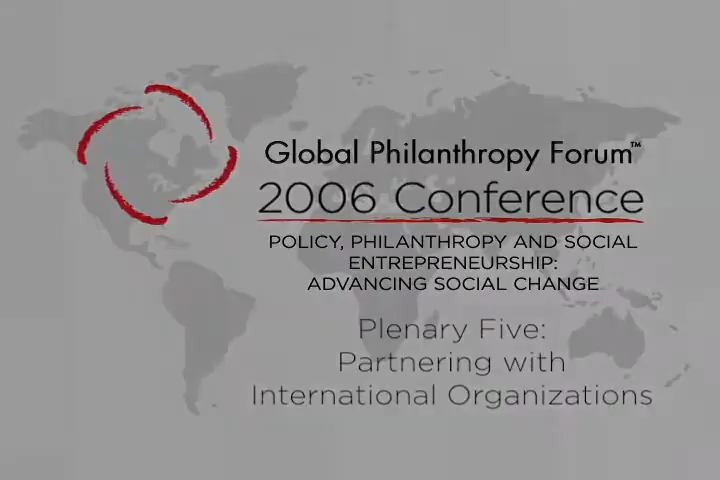 Global Philanthropy Forum™
2006 Conference
POLICY, PHILANTHROPY AND SOCIAL
ENTREPRENEURSHIP:
ADVANCING SOCIAL CHANGE
Plenary Five:
Partnering with
International Organizations